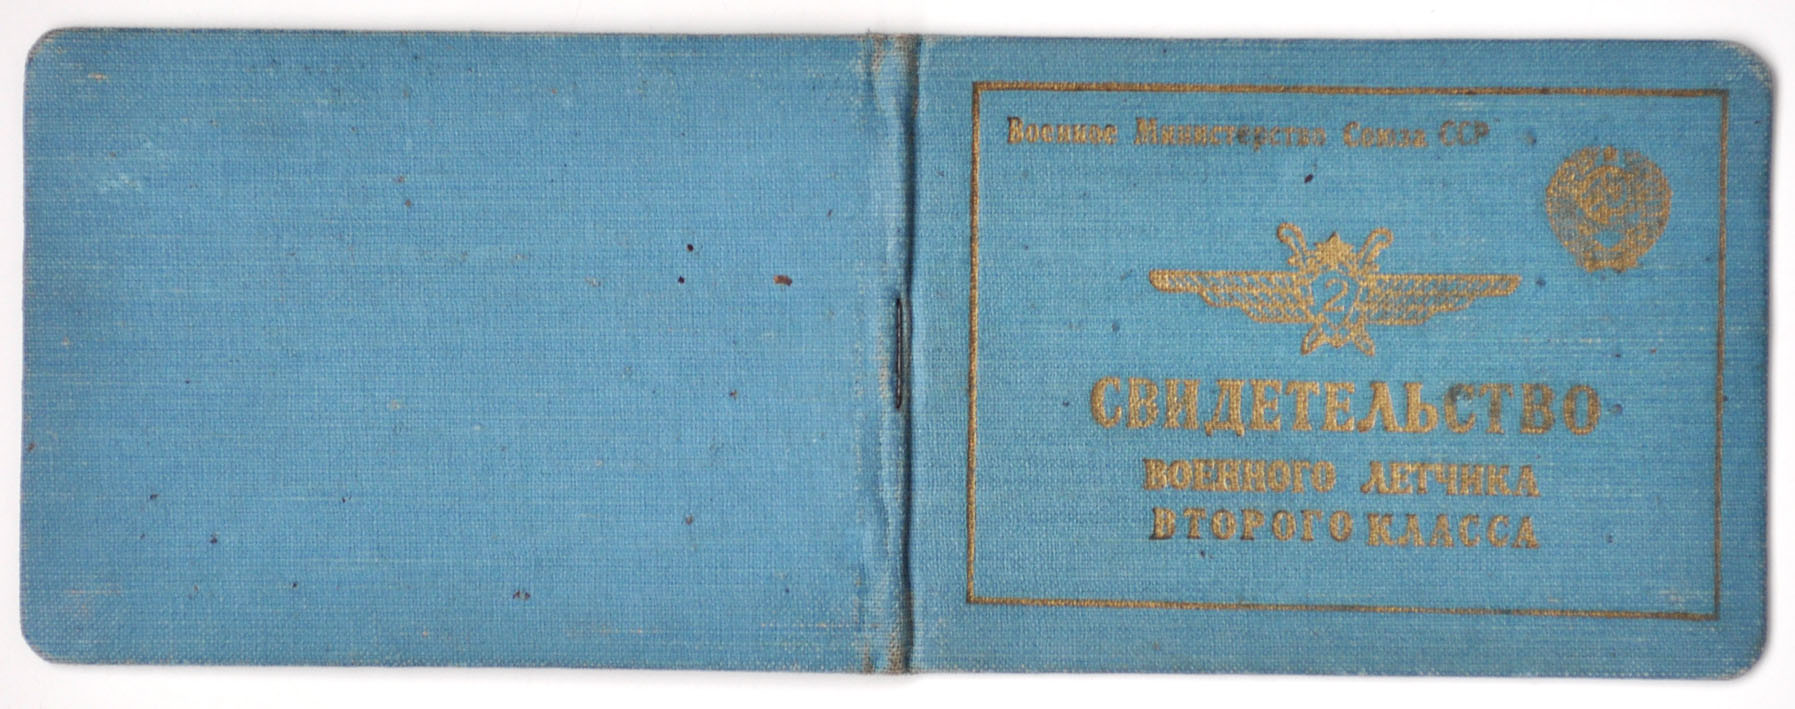 Военное Министерство Союза ССР
2
СВИДЕТЕЛЬСТВО
ВОЕННОГО ЛЕТЧИКА
ВТОРОГО КЛАССА